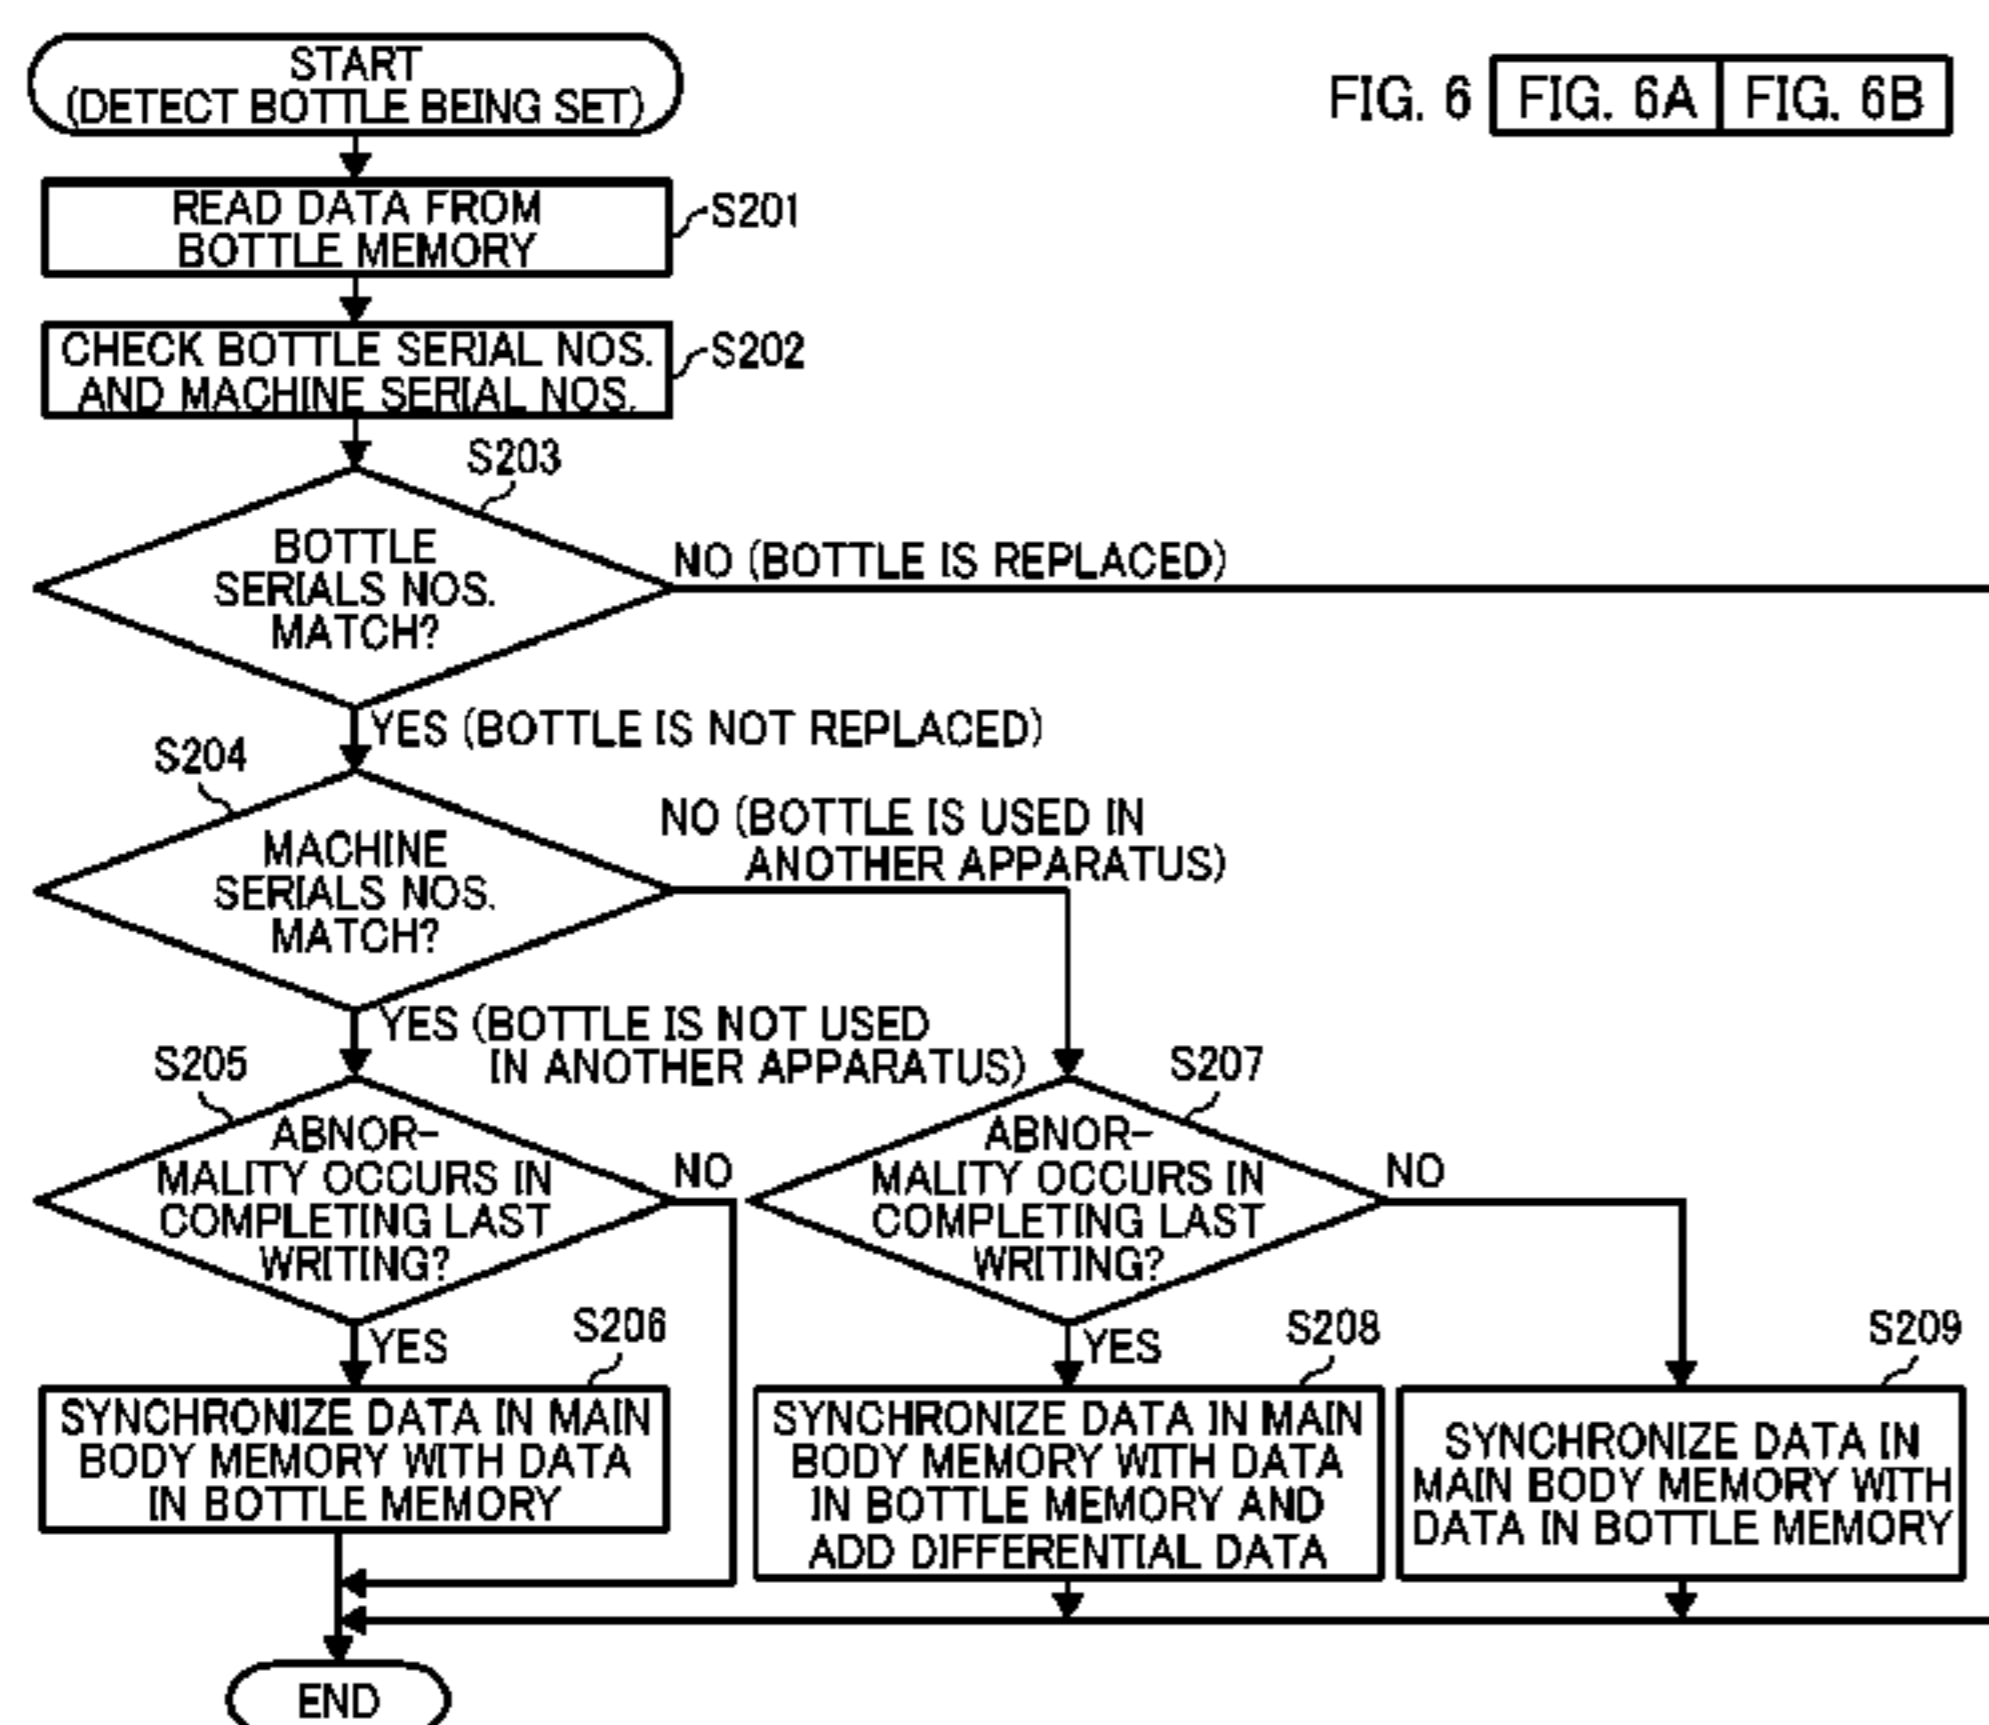 START
(DETECT BOTTLE BEING SET)
FIG. 6 FIG. 6A FIG. 6B
READ DATA FROM
BOTTLE MEMORY
S201
CHECK BOTTLE SERIAL NOS.
AND MACHINE SERIAL NOS.
S202
S203
BOTTLE
SERIALS NOS.
MATCH?
NO (BOTTLE IS REPLACED)
YES (BOTTLE IS NOT REPLACED)
S204
MACHINE
SERIALS NOS.
MATCH?
NO (BOTTLE IS USED IN
ANOTHER APPARATUS)
YES (BOTTLE IS NOT USED
IN ANOTHER APPARATUS)
S205
ABNOR-
MALITY OCCURS IN
COMPLETING LAST
WRITING?
NO
YES
S207
ABNOR-
MALITY OCCURS IN
COMPLETING LAST
WRITING?
NO
YES
S206
SYNCHRONIZE DATA IN MAIN
BODY MEMORY WITH DATA
IN BOTTLE MEMORY
S208
SYNCHRONIZE DATA IN MAIN
BODY MEMORY WITH DATA
IN BOTTLE MEMORY AND
ADD DIFFERENTIAL DATA
S209
SYNCHRONIZE DATA IN
MAIN BODY MEMORY WITH
DATA IN BOTTLE MEMORY
END